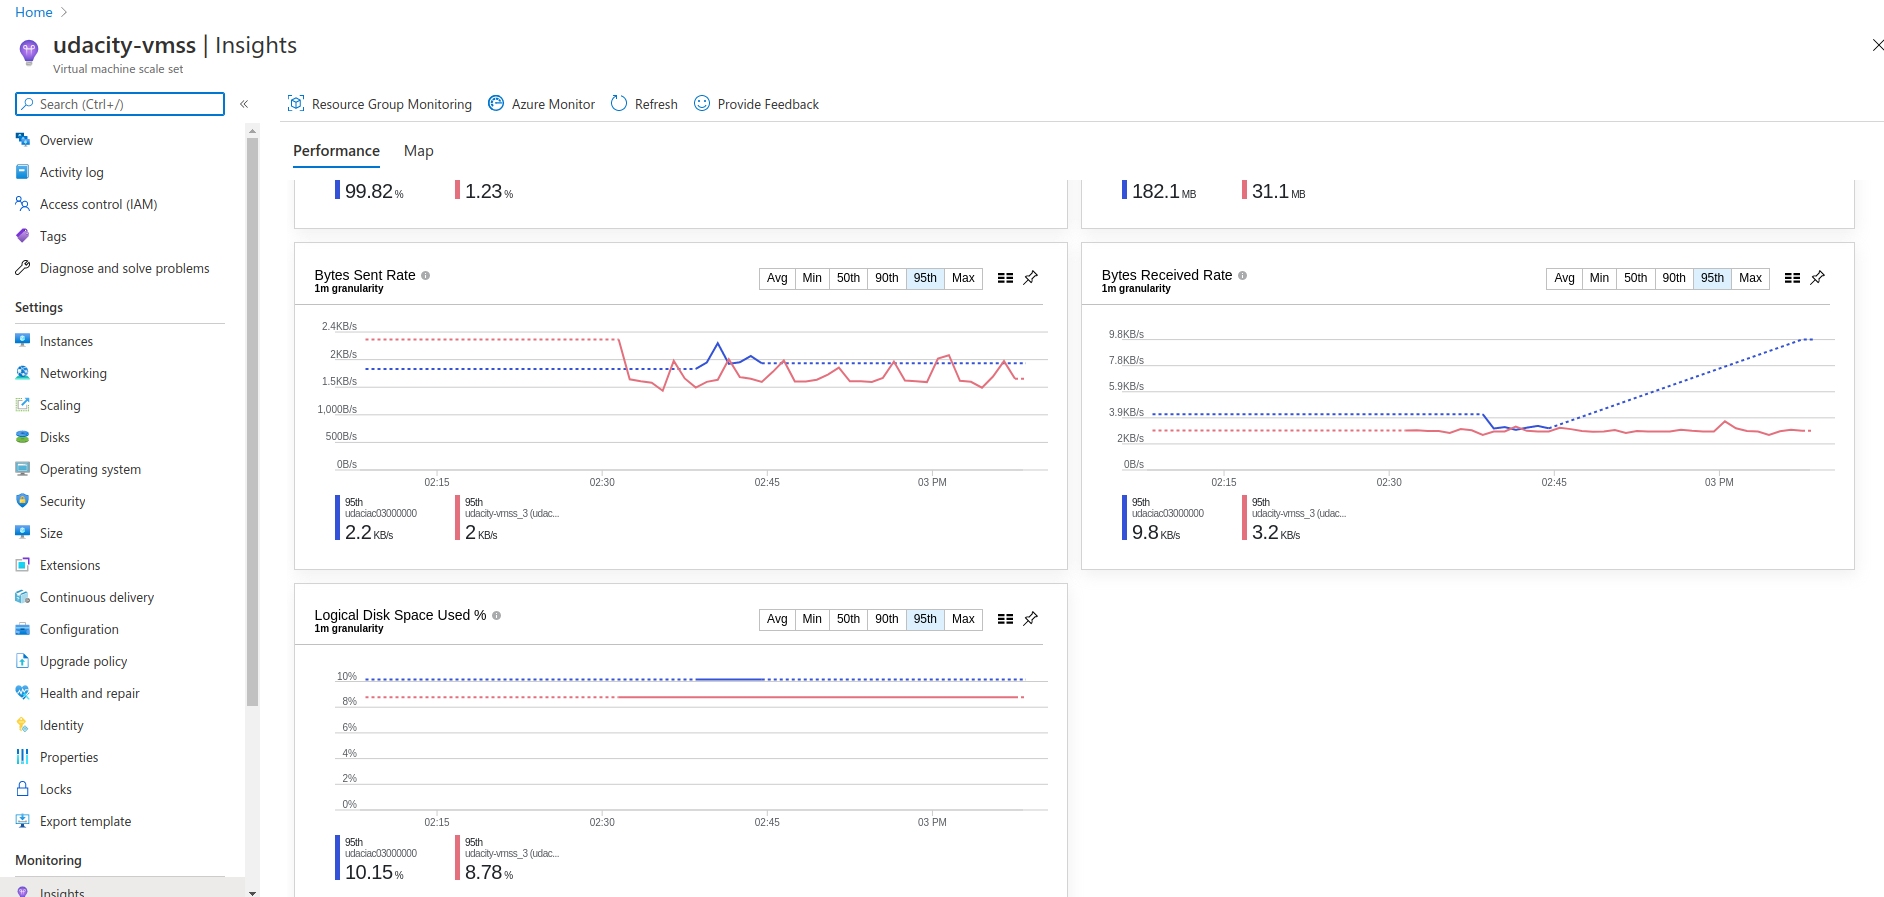 Home
udacity-vmss | Insights
Virtual machine scale set
Search (Ctrl+/)
«
Resource Group Monitoring
Azure Monitor
Refresh
Provide Feedback
Overview
Activity log
Access control (IAM)
Tags
Diagnose and solve problems
Settings
Instances
Networking
Scaling
Disks
Operating system
Security
Size
Extensions
Continuous delivery
Configuration
Upgrade policy
Health and repair
Identity
Properties
Locks
Export template
Monitoring
Insights
Performance Map
99.82 % 1.23 %
182.1 MB 31.1 MB
Bytes Sent Rate
1m granularity
Avg Min 50th 90th 95th Max
2.4KB/s
2KB/s
1.5KB/s
1,000B/s
500B/s
0B/s
02:15 02:30 02:45 03 PM
95th 95th
udaciac03000000 udacity-vmss_3 (udac...
2.2 KB/s 2 KB/s
Bytes Received Rate
1m granularity
Avg Min 50th 90th 95th Max
9.8KB/s
7.8KB/s
5.9KB/s
3.9KB/s
2KB/s
0B/s
02:15 02:30 02:45 03 PM
95th 95th
udaciac03000000 udacity-vmss_3 (udac...
9.8 KB/s 3.2 KB/s
Logical Disk Space Used %
1m granularity
Avg Min 50th 90th 95th Max
10%
8%
6%
4%
2%
0%
02:15 02:30 02:45 03 PM
95th 95th
udaciac03000000 udacity-vmss_3 (udac...
10.15 % 8.78 %